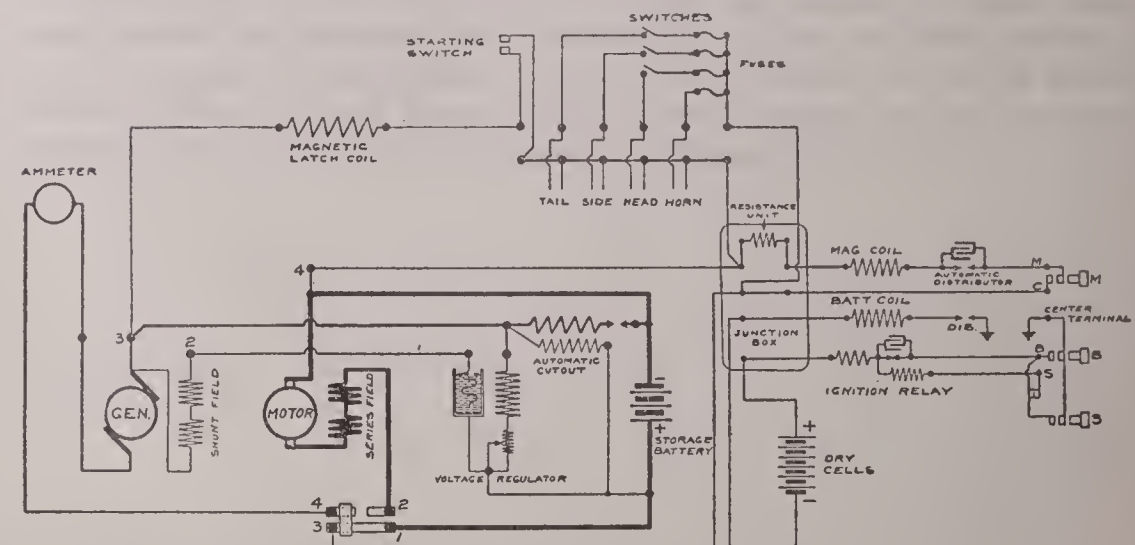 SWITCHES
STARTING
SWITCH
FUSES
MAGNETIC
LATCH COIL
AMMETER
TAIL SIDE HEAD HORN
RESISTANCE
UNIT
4
MAG COIL
M
M
AUTOMATIC
DISTRIBUTOR
C
BATT COIL
CENTER
TERMINAL
DIS.
3
2
1
JUNCTION
BOX
AUTOMATIC
CUTOUT
B
B
S
IGNITION RELAY
GEN.
SHUNT FIELD
MOTOR
SERIES FIELD
-
+
STORAGE
BATTERY
S
+
DRY
CELLS
-
VOLTAGE REGULATOR
4
2
3
1